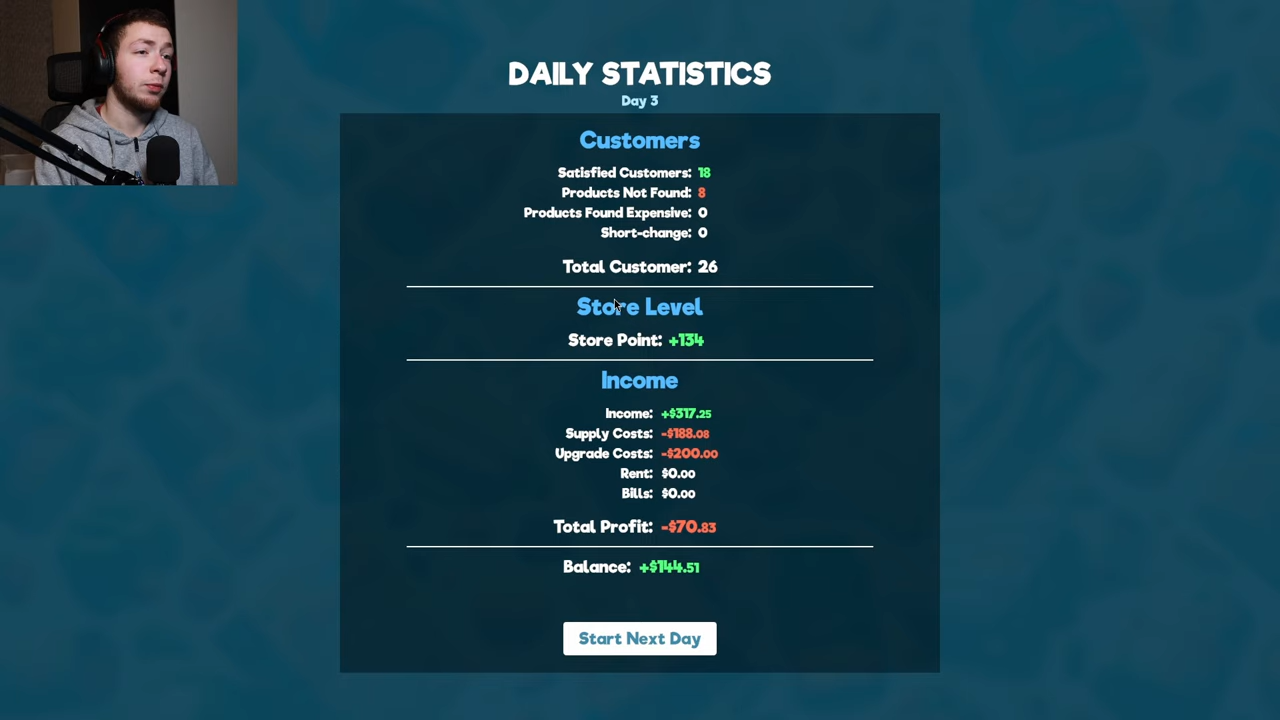 DAILY STATISTICS
Day 3
Customers
Satisfied Customers: 18
Products Not Found: 8
Products Found Expensive: 0
Short-change: 0
Total Customer: 26
Store Level
Store Point: +134
Income
Income: +$317.25
Supply Costs: -$188.08
Upgrade Costs: -$200.00
Rent: $0.00
Bills: $0.00
Total Profit: -$70.83
Balance: +$144.51
Start Next Day